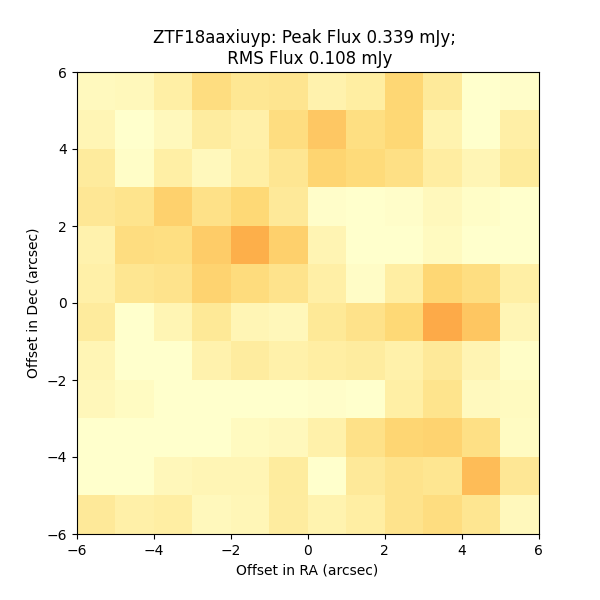 ZTF18aaxiuyp: Peak Flux 0.339 mJy;
RMS Flux 0.108 mJy
6
4
2
0
−2
−4
−6
Offset in Dec (arcsec)
−6 −4 −2 0 2 4 6
Offset in RA (arcsec)